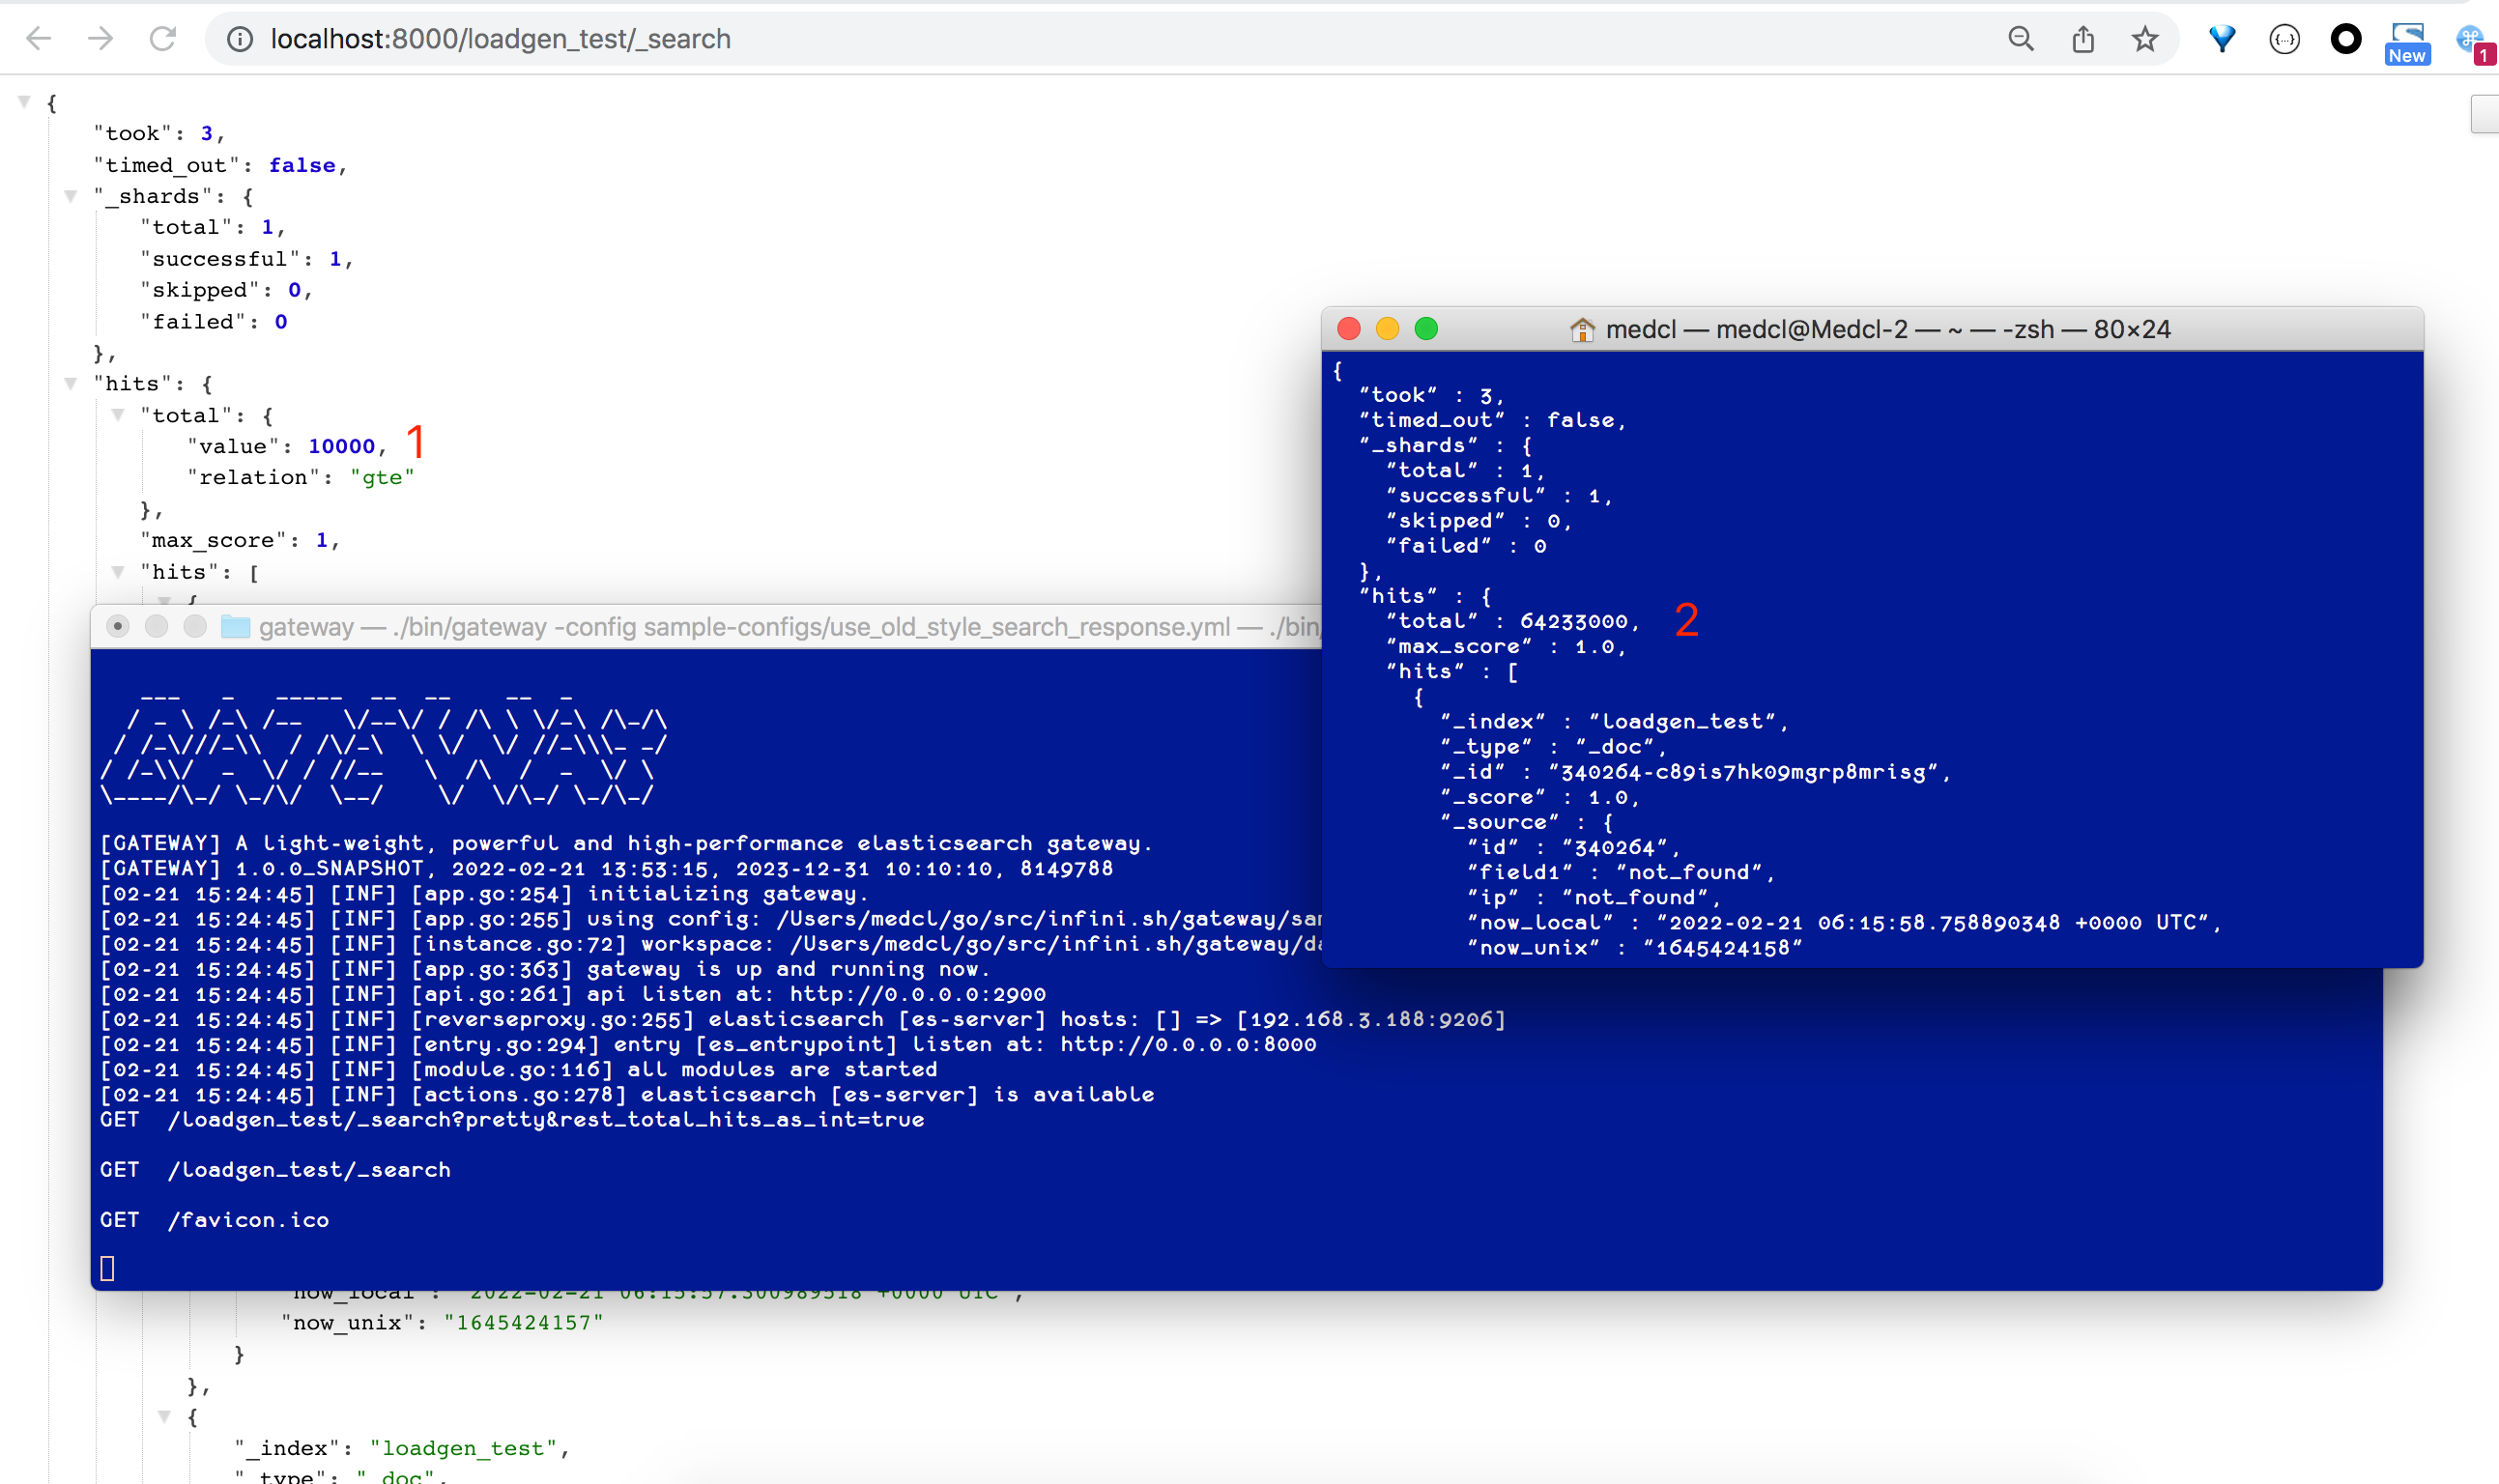 localhost:8000/loadgen_test/_search
New
1
{
"took": 3,
"timed_out": false,
"_shards": {
"total": 1,
"successful": 1,
"skipped": 0,
"failed": 0
},
"hits": {
"total": {
"value": 10000, 1
"relation": "gte"
},
"max_score": 1,
"hits": [
{
medcl — medcl@Medcl-2 — ~ — -zsh — 80×24
{
"took" : 3,
"timed_out" : false,
"_shards" : {
"total" : 1,
"successful" : 1,
"skipped" : 0,
"failed" : 0
},
"hits" : {
"total" : 64233000, 2
"max_score" : 1.0,
"hits" : [
{
"_index" : "loadgen_test",
"_type" : "_doc",
"_id" : "340264-c89is7hk09mgrp8mrisg",
"_score" : 1.0,
"_source" : {
"id" : "340264",
"field1" : "not_found",
"ip" : "not_found",
"now_local" : "2022-02-21 06:15:58.758890348 +0000 UTC",
"now_unix" : "1645424158"
gateway — ./bin/gateway -config sample-configs/use_old_style_search_response.yml — ./bin/
[GATEWAY] A light-weight, powerful and high-performance elasticsearch gateway.
[GATEWAY] 1.0.0_SNAPSHOT, 2022-02-21 13:53:15, 2023-12-31 10:10:10, 8149788
[02-21 15:24:45] [INF] [app.go:254] initializing gateway.
[02-21 15:24:45] [INF] [app.go:255] using config: /Users/medcl/go/src/infini.sh/gateway/
[02-21 15:24:45] [INF] [instance.go:72] workspace: /Users/medcl/go/src/infini.sh/gateway/
[02-21 15:24:45] [INF] [app.go:363] gateway is up and running now.
[02-21 15:24:45] [INF] [api.go:261] api listen at: http://0.0.0.0:2900
[02-21 15:24:45] [INF] [reverseproxy.go:255] elasticsearch [es-server] hosts: [] => [192.168.3.188:9206]
[02-21 15:24:45] [INF] [entry.go:294] entry [es_entrypoint] listen at: http://0.0.0.0:8000
[02-21 15:24:45] [INF] [module.go:116] all modules are started
[02-21 15:24:45] [INF] [actions.go:278] elasticsearch [es-server] is available
GET /loadgen_test/_search?pretty&rest_total_hits_as_int=true
GET /loadgen_test/_search
GET /favicon.ico
"now_local": "2022-02-21 06:15:57.300989518 +0000 UTC",
"now_unix": "1645424157"
}
},
{
"_index": "loadgen_test",
"_type": "_doc",